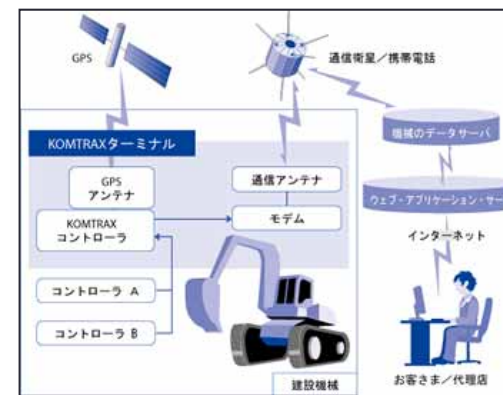 GPS
通信衛星／携帯電話
KOMTRAXターミナル
機械のデータサーバ
GPS
アンテナ
通信アンテナ
ウェブ・アプリケーション・サー
KOMTRAX
コントローラ
モデム
インターネット
コントローラ A
コントローラ B
建設機械
お客さま／代理店